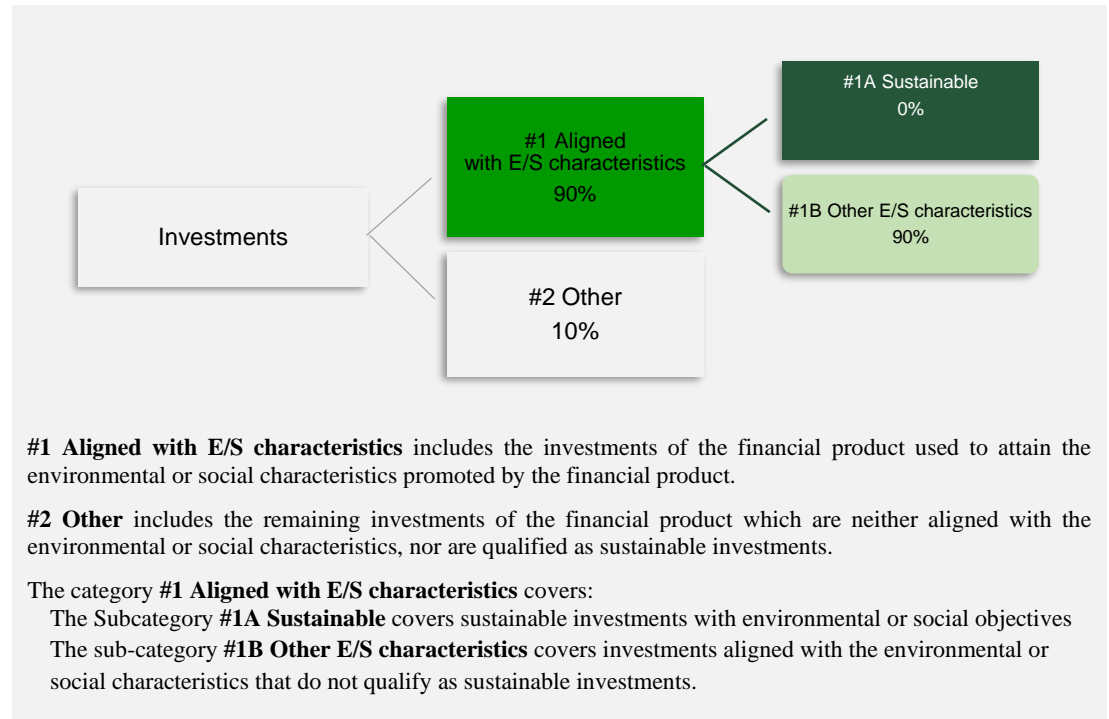 #1A Sustainable
0%
#1 Aligned
with E/S characteristics
90%
#1B Other E/S characteristics
90%
Investments
#2 Other
10%
#1 Aligned with E/S characteristics includes the investments of the financial product used to attain the
environmental or social characteristics promoted by the financial product.
#2 Other includes the remaining investments of the financial product which are neither aligned with the
environmental or social characteristics, nor are qualified as sustainable investments.
The category #1 Aligned with E/S characteristics covers:
The Subcategory #1A Sustainable covers sustainable investments with environmental or social objectives
The sub-category #1B Other E/S characteristics covers investments aligned with the environmental or
social characteristics that do not qualify as sustainable investments.